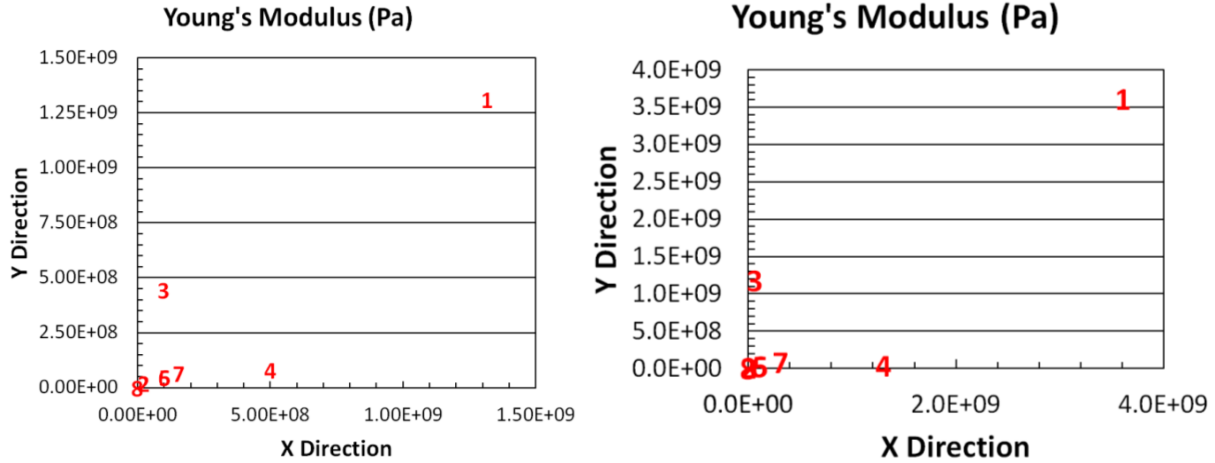 Young's Modulus (Pa)
1.50E+09
1.25E+09
1.00E+09
7.50E+08
5.00E+08
2.50E+08
0.00E+00
Y Direction
1
3
4
7
2
8
0.00E+00 5.00E+08 1.00E+09 1.50E+09
X Direction
Young's Modulus (Pa)
4.0E+09
3.5E+09
3.0E+09
2.5E+09
2.0E+09
1.5E+09
1.0E+09
5.0E+08
0.0E+00
Y Direction
1
3
7
4
0.0E+00 2.0E+09 4.0E+09
X Direction